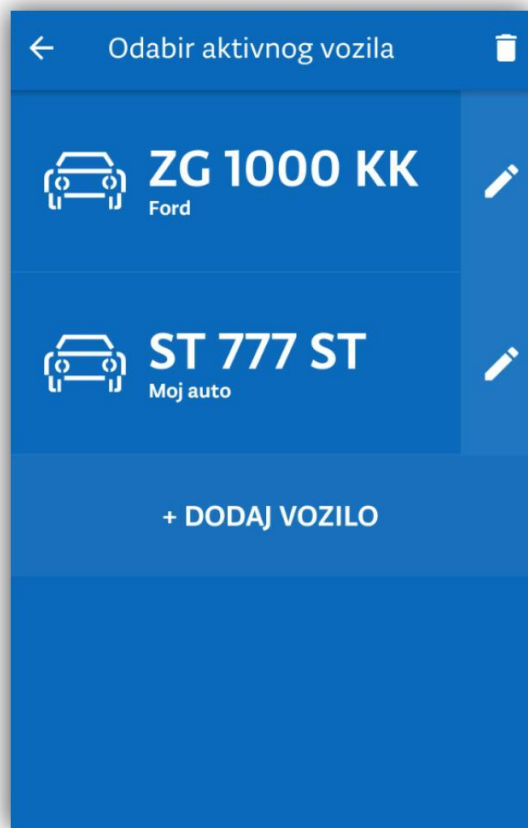 Odabir aktivnog vozila
ZG 1000 KK
Ford
ST 777 ST
Moj auto
+ DODAJ VOZILO